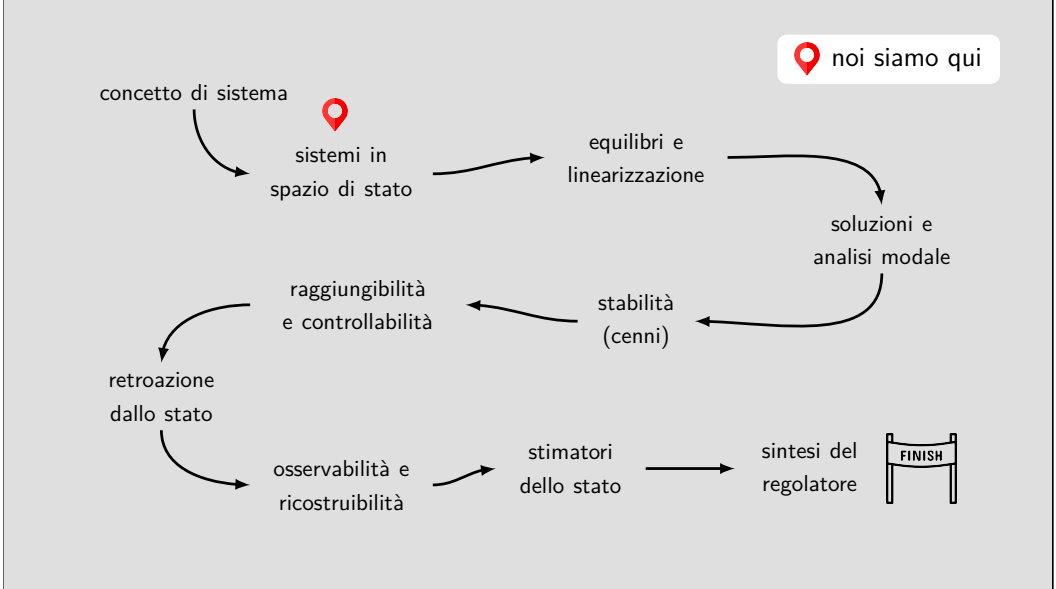 noi siamo qui
concetto di sistema
sistemi in
spazio di stato
equilibri e
linearizzazione
soluzioni e
analisi modale
stabilità
(cenni)
raggiungibilità
e controllabilità
retroazione
dallo stato
osservabilità e
ricostruibilità
stimatori
dello stato
sintesi del
regolatore
FINISH